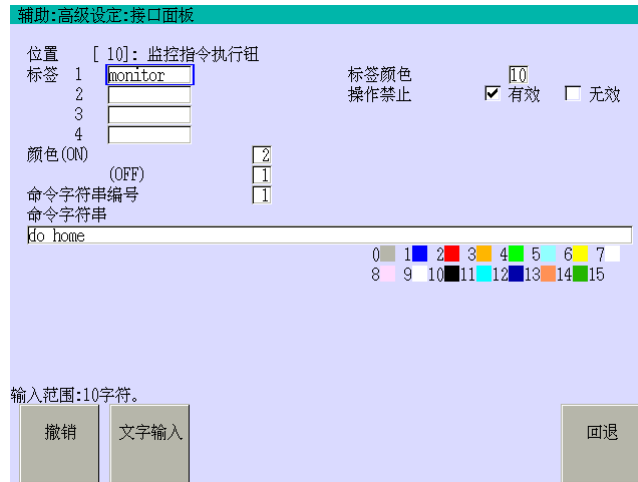 辅助:高级设定:接口面板
位置 [ 10]: 监控指令执行钮
标签 1 monitor 标签颜色 10
2 操作禁止 有效 无效
3
4
颜色(ON) 2
(OFF) 1
命令字符串编号 1
命令字符串
do home
0 1 2 3 4 5 6 7
8 9 10 11 12 13 14 15
输入范围:10字符。
撤销 文字输入 回退